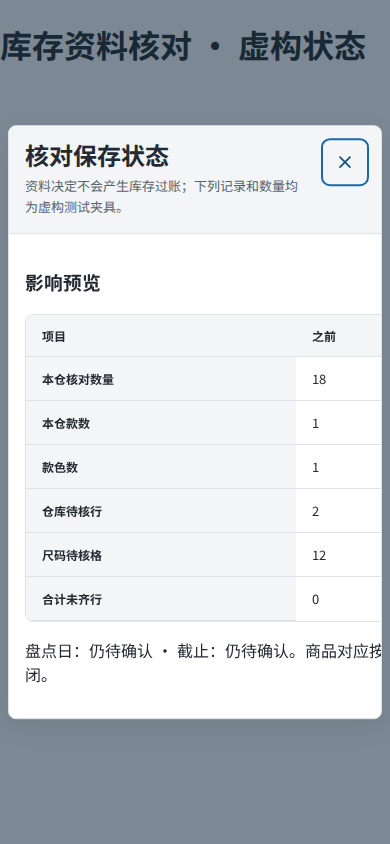 库存资料核对 · 虚构状态
核对保存状态
资料决定不会产生库存过账；下列记录和数量均
为虚构测试夹具。
影响预览
项目 之前
本仓核对数量 18
本仓款数 1
款色数 1
仓库待核行 2
尺码待核格 12
合计未齐行 0
盘点日：仍待确认 · 截止：仍待确认。商品对应按
闭。